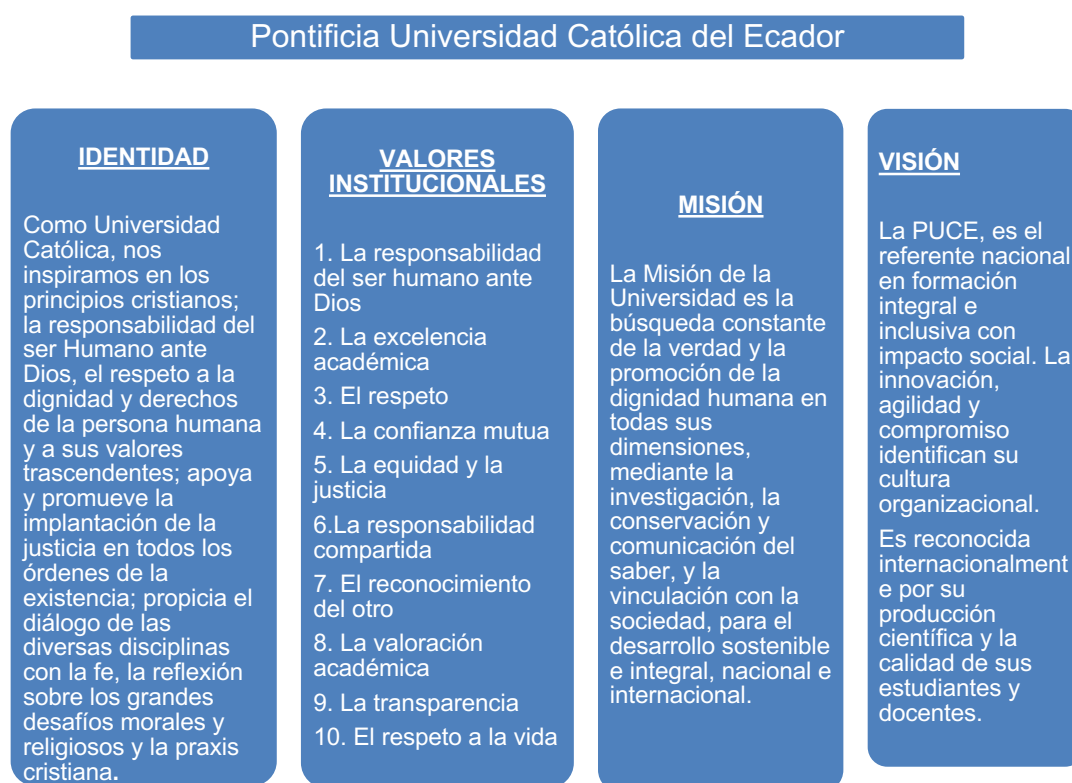 Pontificia Universidad Católica del Ecador
IDENTIDAD
Como Universidad
Católica, nos
inspiramos en los
principios cristianos;
la responsabilidad del
ser Humano ante
Dios, el respeto a la
dignidad y derechos
de la persona humana
y a sus valores
trascendentes; apoya
y promueve la
implantación de la
justicia en todos los
órdenes de la
existencia; propicia el
diálogo de las
diversas disciplinas
con la fe, la reflexión
sobre los grandes
desafíos morales y
religiosos y la praxis
cristiana.
VALORES
INSTITUCIONALES
1. La responsabilidad
del ser humano ante
Dios
2. La excelencia
académica
3. El respeto
4. La confianza mutua
5. La equidad y la
justicia
6.La responsabilidad
compartida
7. El reconocimiento
del otro
8. La valoración
académica
9. La transparencia
10. El respeto a la vida
MISIÓN
La Misión de la
Universidad es la
búsqueda constante
de la verdad y la
promoción de la
dignidad humana en
todas sus
dimensiones,
mediante la
investigación, la
conservación y
comunicación del
saber, y la
vinculación con la
sociedad, para el
desarrollo sostenible
e integral, nacional e
internacional.
VISIÓN
La PUCE, es el
referente nacional
en formación
integral e
inclusiva con
impacto social. La
innovación,
agilidad y
compromiso
identifican su
cultura
organizacional.
Es reconocida
internacionalment
e por su
producción
científica y la
calidad de sus
estudiantes y
docentes.